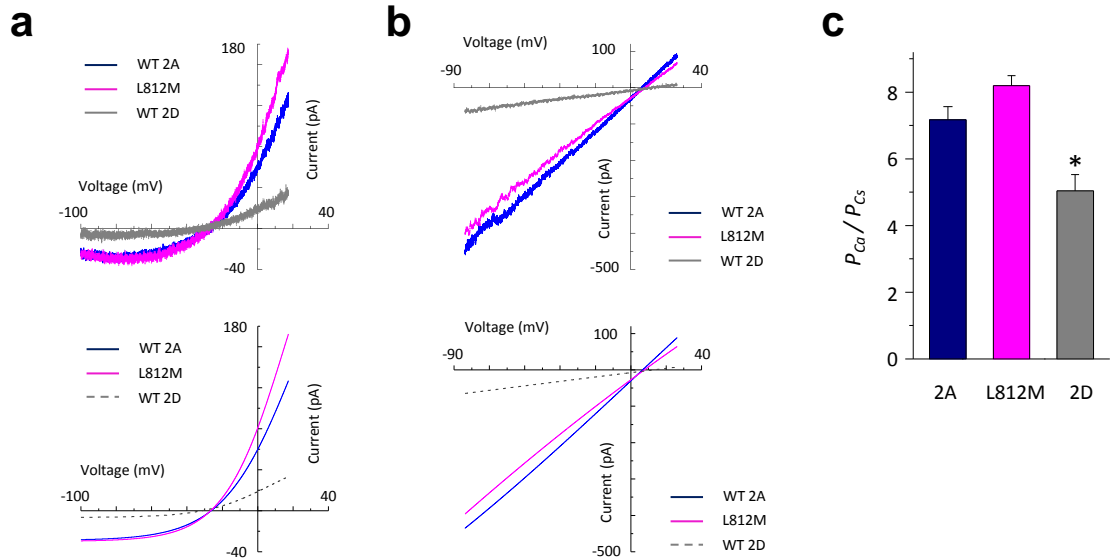 a
180
WT 2A
L812M
WT 2D
Current (pA)
Voltage (mV)
-100
40
-40
180
WT 2A
L812M
WT 2D
Current (pA)
Voltage (mV)
-100
40
-40
b
Voltage (mV)
100
-90
40
Current (pA)
WT 2A
L812M
WT 2D
-500
Voltage (mV)
100
-90
40
Current (pA)
WT 2A
L812M
WT 2D
-500
c
8
6
4
2
0
P_Ca / P_Cs
*
2A L812M 2D